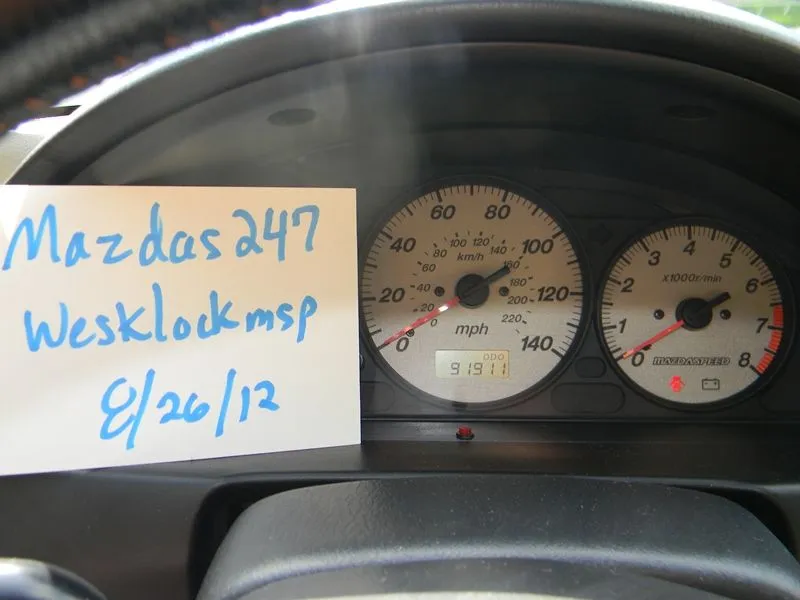 Mazdas247
Wesklockmsp
8/26/12
0 20 40 60 80 100 120 140
0 20 40 60 80 100 120 140 160 180 200 220
km/h
mph
ODO
91911
0 1 2 3 4 5 6 7 8
x1000r/min
MAZDASPEED